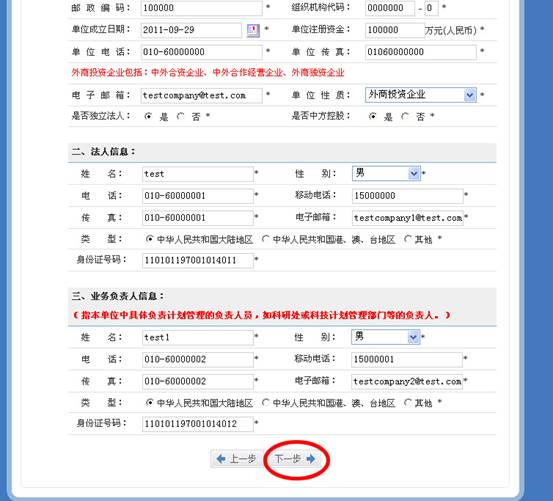 邮 政 编 码： 100000 * 组织机构代码： 0000000 - 0 *
单位成立日期： 2011-09-29 * 单位注册资金： 100000 万元(人民币) *
单 位 电 话： 010-60000000 * 单 位 传 真： 01060000000 *
外商投资企业包括：中外合资企业、中外合作经营企业、外商独资企业
电 子 邮 箱： testcompany@test.com * 单 位 性 质： 外商投资企业 *
是否独立法人： 是 否 * 是否中方控股： 是 否 *
二、法人信息：
姓 名： test * 性 别： 男 *
电 话： 010-60000001 * 移动电话： 15000000 *
传 真： 010-60000001 * 电子邮箱： testcompany1@test.com *
类 型： 中华人民共和国大陆地区 中华人民共和国港、澳、台地区 其他 *
身份证号码： 110101197001014011 *
三、业务负责人信息：
（指本单位中具体负责计划管理的负责人员，如科研处或科技计划管理部门等的负责人。）
姓 名： test1 * 性 别： 男 *
电 话： 010-60000002 * 移动电话： 15000001 *
传 真： 010-60000002 * 电子邮箱： testcompany2@test.com *
类 型： 中华人民共和国大陆地区 中华人民共和国港、澳、台地区 其他 *
身份证号码： 110101197001014012 *
上一步 下一步